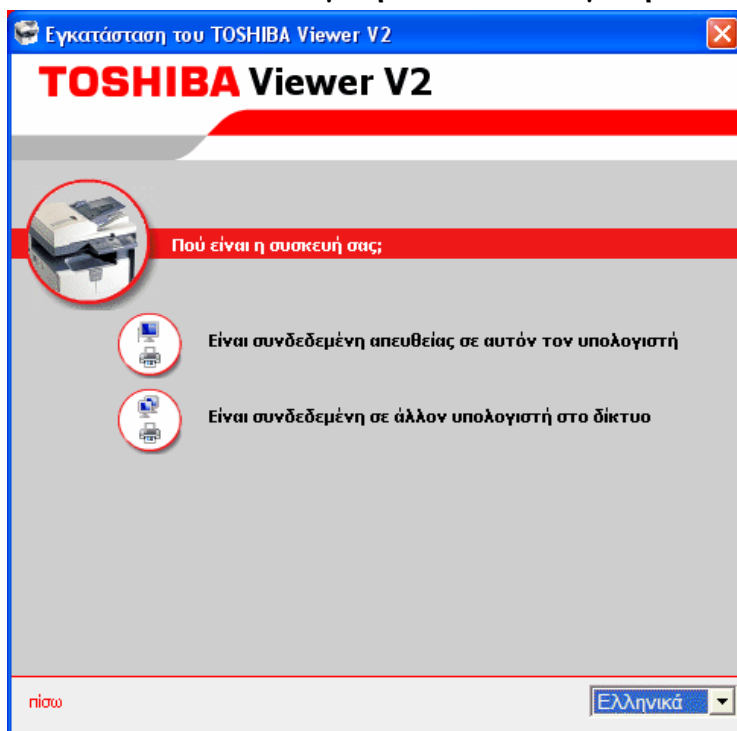 Εγκατάσταση του TOSHIBA Viewer V2
TOSHIBA Viewer V2
Πού είναι η συσκευή σας;
Είναι συνδεδεμένη απευθείας σε αυτόν τον υπολογιστή
Είναι συνδεδεμένη σε άλλον υπολογιστή στο δίκτυο
πίσω
Ελληνικά